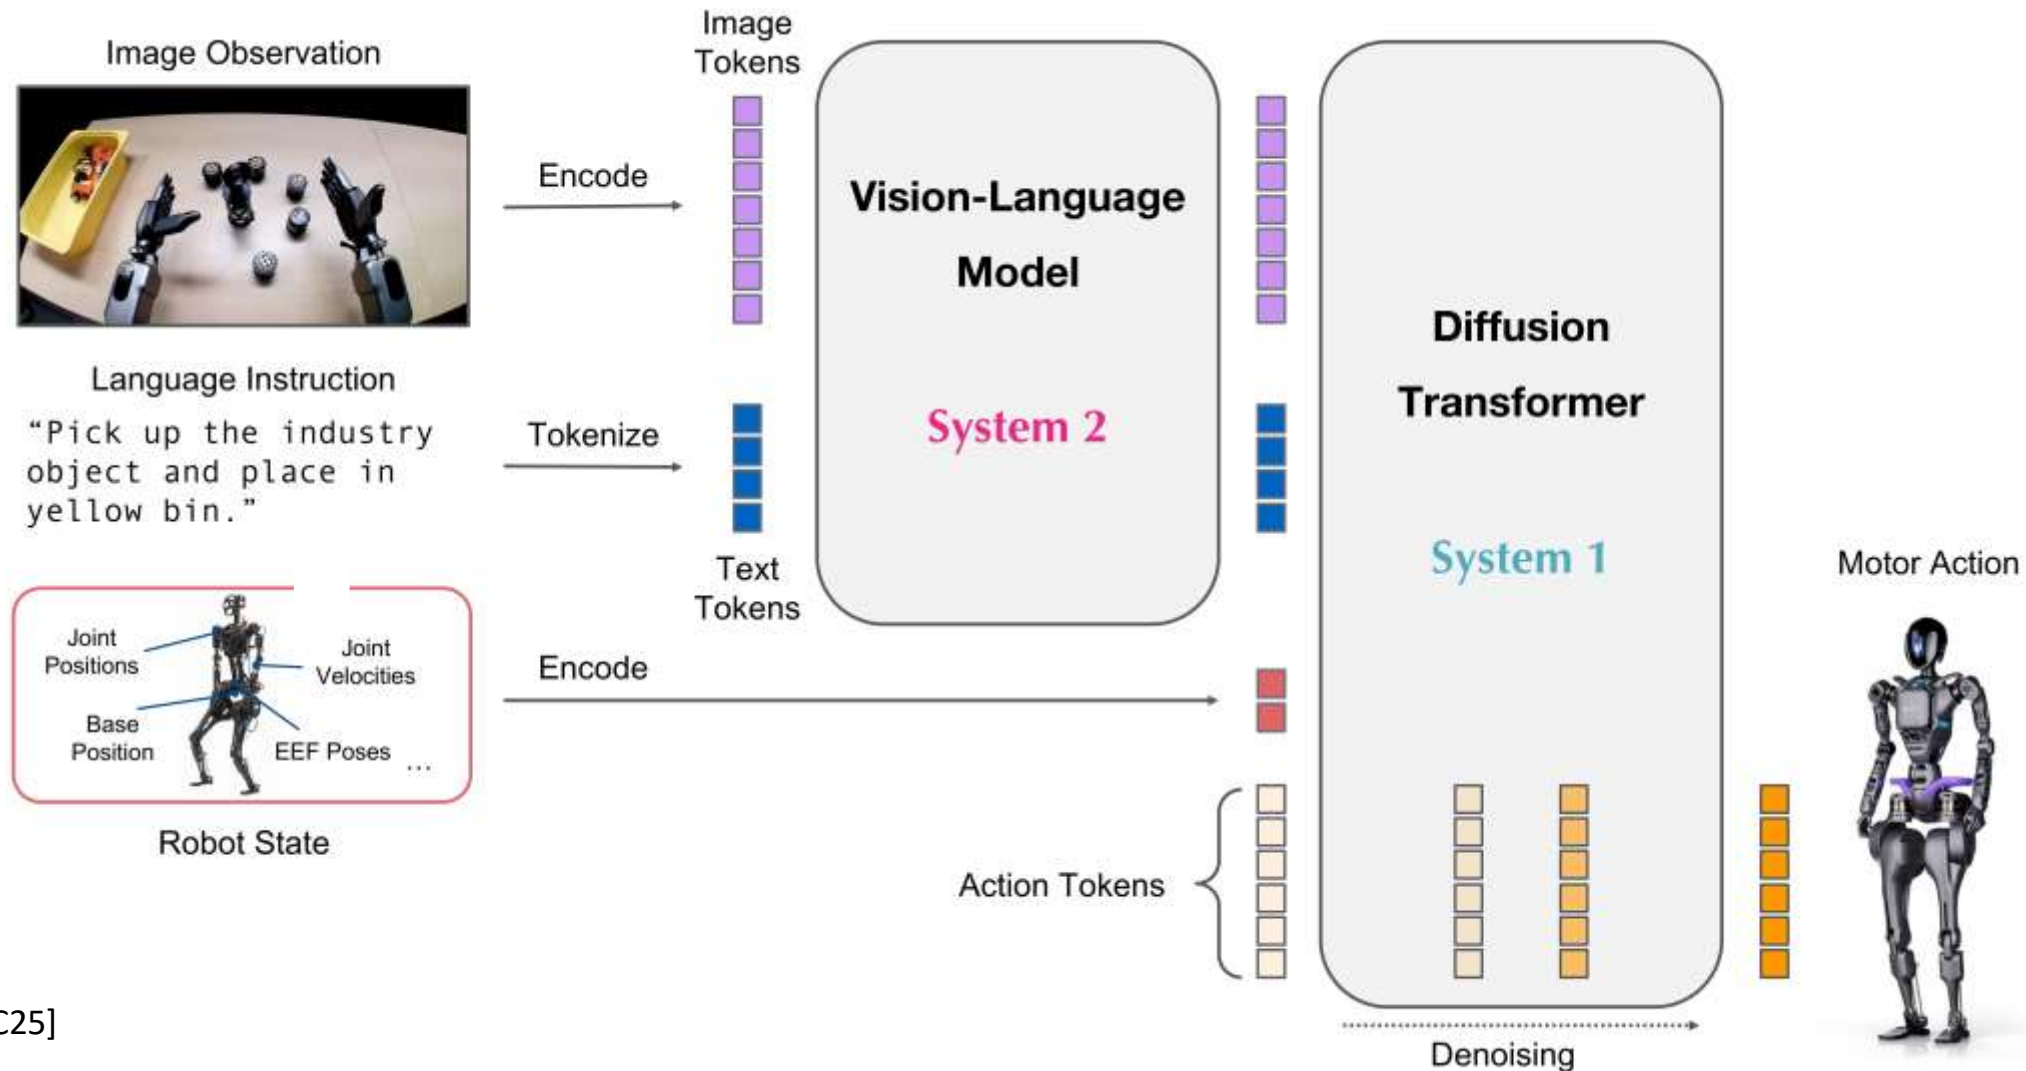 Image Observation
Encode
Image
Tokens
Vision-Language
Model
System 2
Diffusion
Transformer
System 1
Language Instruction
“Pick up the industry
object and place in
yellow bin.”
Tokenize
Text
Tokens
Joint
Positions
Joint
Velocities
Base
Position
EEF Poses ...
Robot State
Encode
Action Tokens
Denoising
Motor Action
C25]